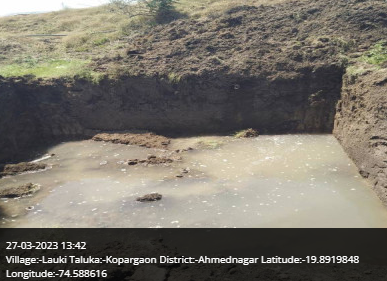 27-03-2023 13:42
Village:-Lauki Taluka:-Kopargaon District:-Ahmednagar Latitude:-19.8919848
Longitude:-74.588616